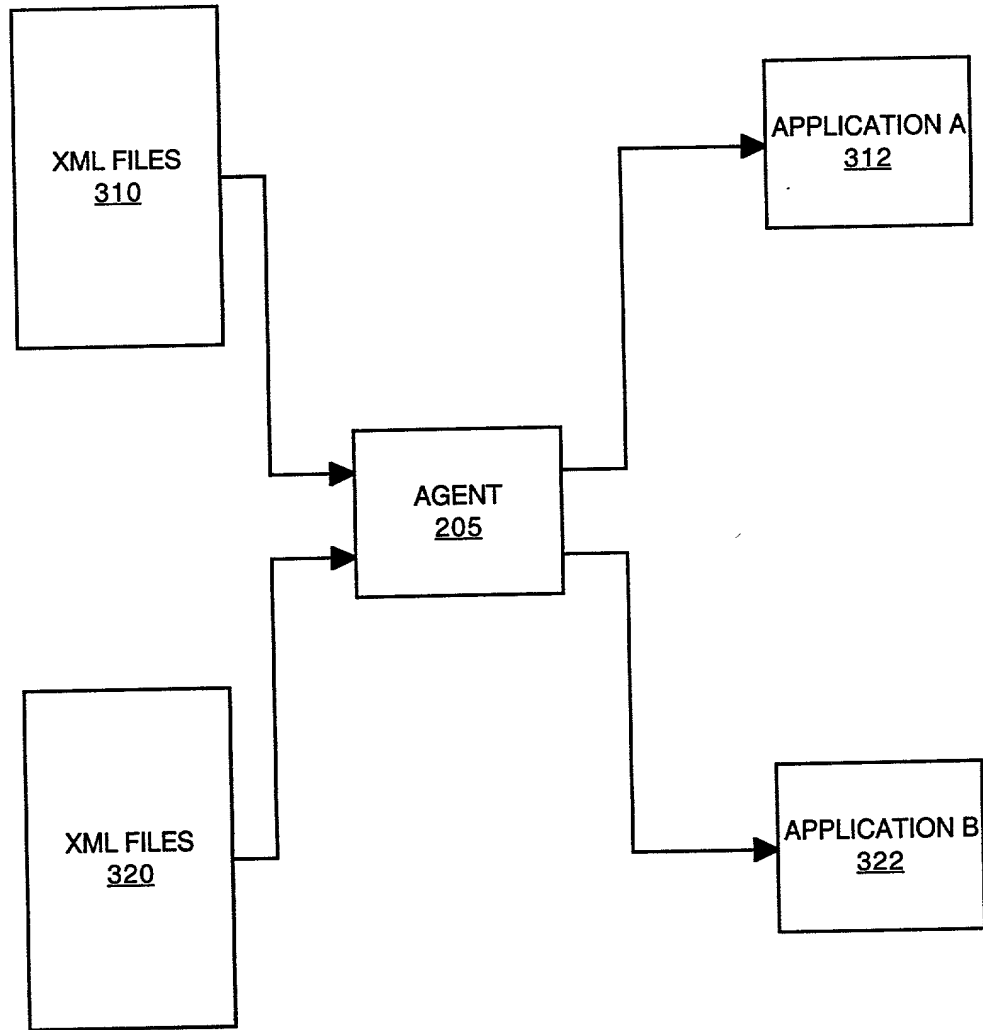 XML FILES
310
APPLICATION A
312
AGENT
205
XML FILES
320
APPLICATION B
322